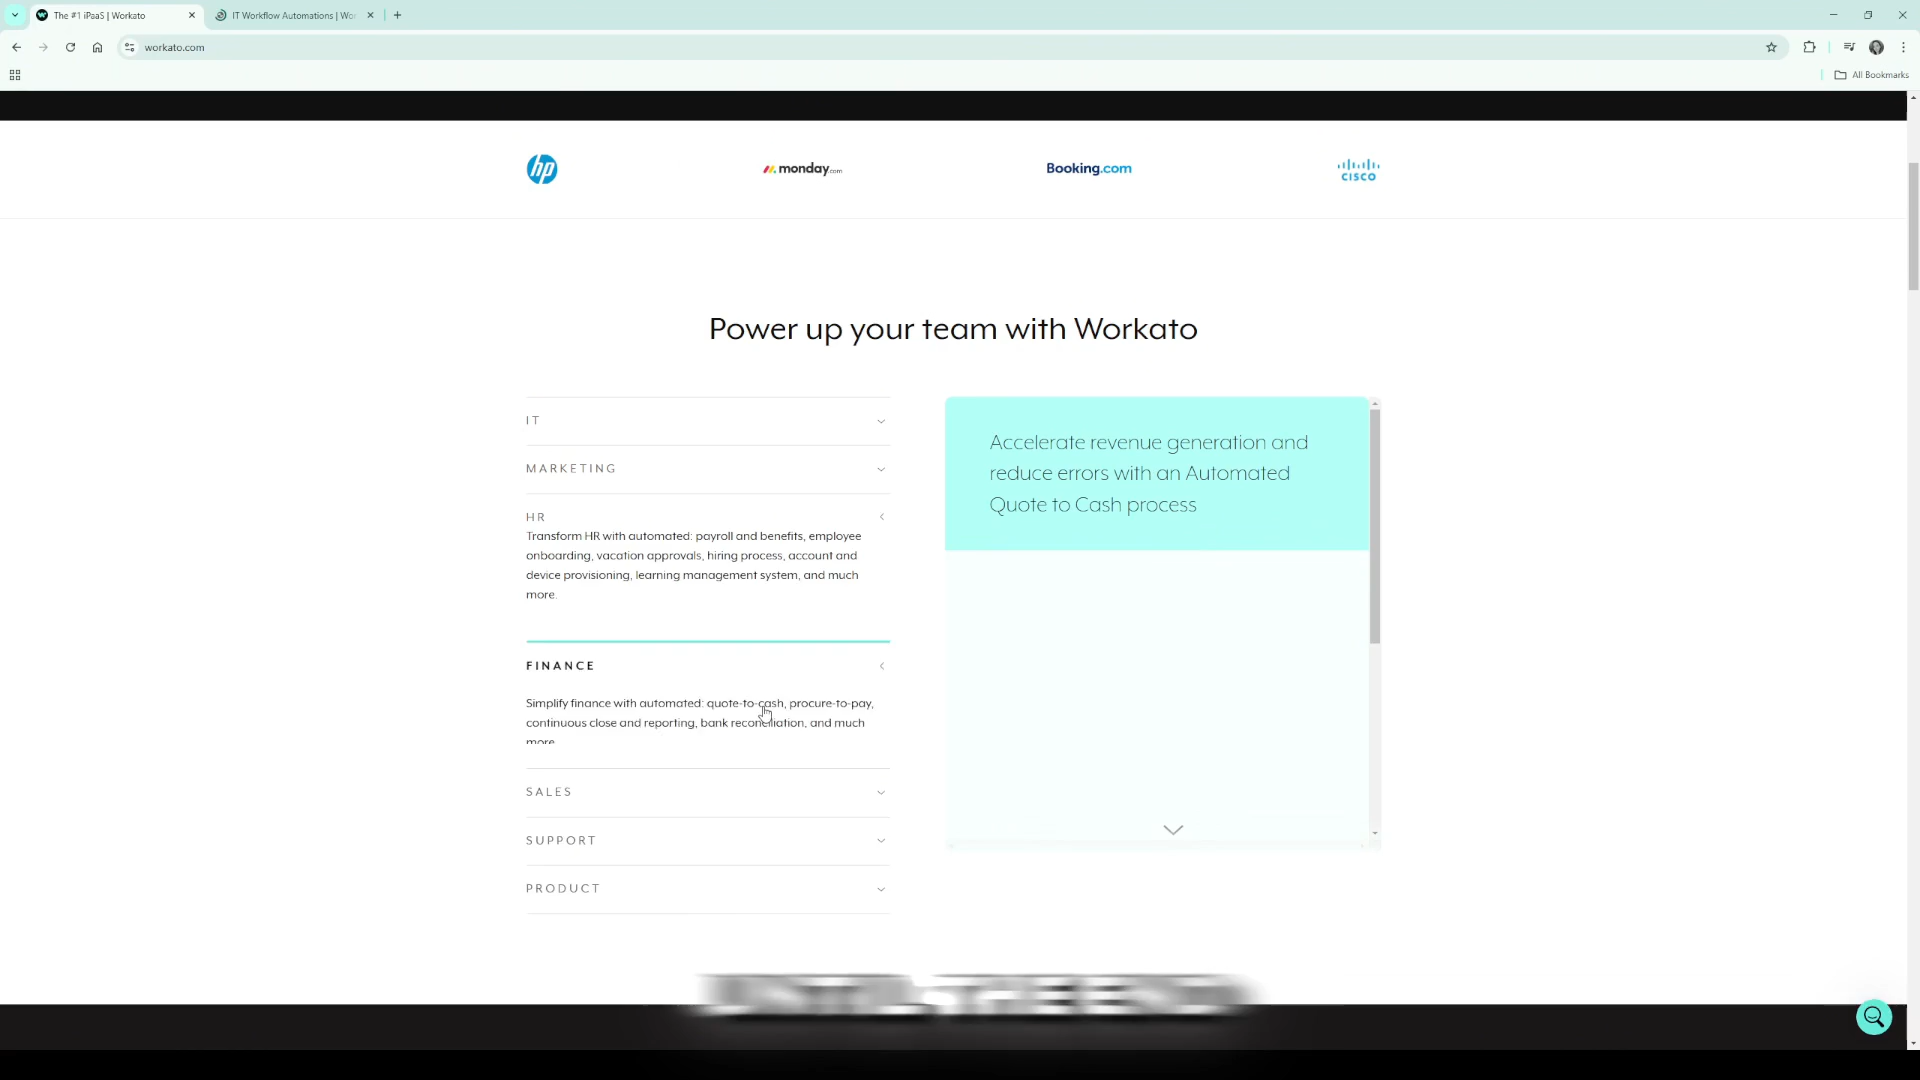 The #1 iPaaS | Workato
IT Workflow Automations | Wor
workato.com
All Bookmarks
hp
monday.com
Booking.com
CISCO
Power up your team with Workato
IT
MARKETING
HR
Transform HR with automated: payroll and benefits, employee
onboarding, vacation approvals, hiring process, account and
device provisioning, learning management system, and much
more.
FINANCE
Simplify finance with automated: quote-to-cash, procure-to-pay,
continuous close and reporting, bank reconciliation, and much
more
SALES
SUPPORT
PRODUCT
Accelerate revenue generation and
reduce errors with an Automated
Quote to Cash process